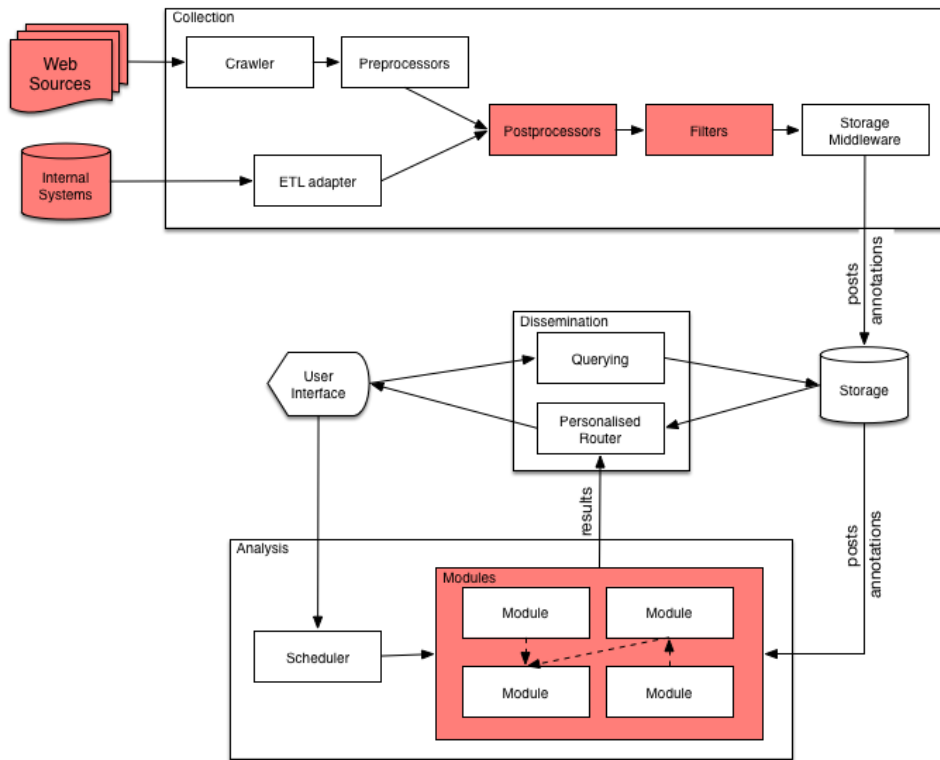 Collection
Web
Sources
Crawler
Preprocessors
Postprocessors
Filters
Storage
Middleware
Internal
Systems
ETL adapter
posts
annotations
Dissemination
Querying
User
Interface
Personalised
Router
Storage
results
posts
annotations
Analysis
Modules
Module
Module
Scheduler
Module
Module